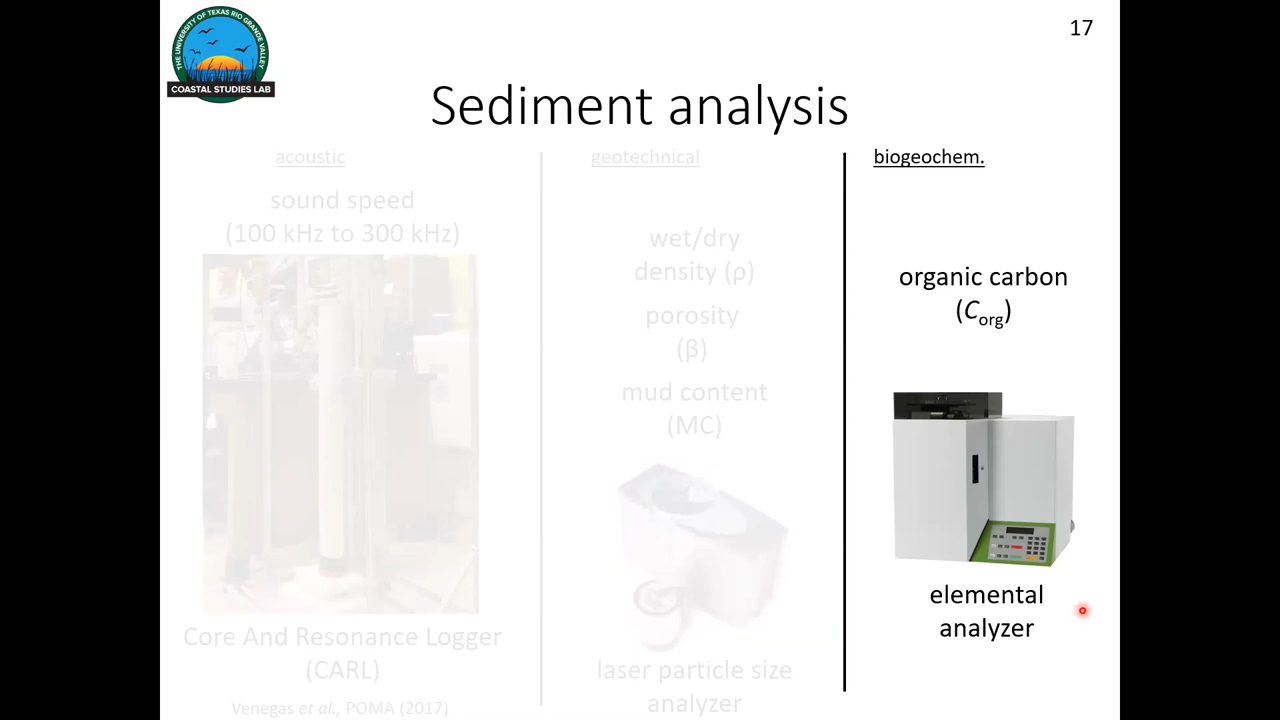 THE UNIVERSITY OF TEXAS RIO GRANDE VALLEY
COASTAL STUDIES LAB
17
Sediment analysis
acoustic
sound speed
(100 kHz to 300 kHz)
Core And Resonance Logger
(CARL)
Venegas et al., POMA (2017)
geotechnical
wet/dry
density (ρ)
porosity
(β)
mud content
(MC)
laser particle size
analyzer
biogeochem.
organic carbon
(Corg)
elemental
analyzer